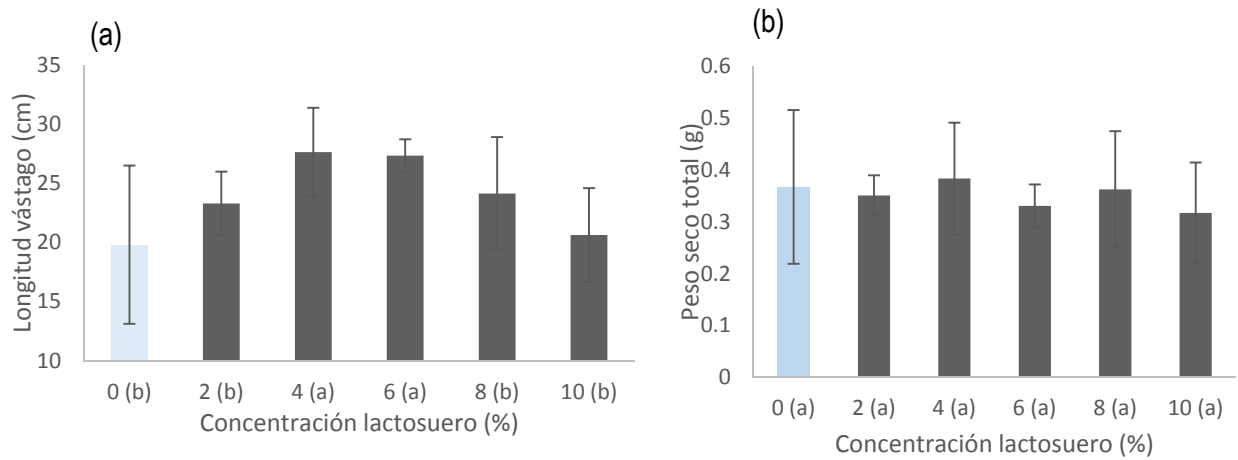 (a)
Longitud vástago (cm)
35
30
25
20
15
10
0 (b) 2 (b) 4 (a) 6 (a) 8 (b) 10 (b)
Concentración lactosuero (%)
(b)
Peso seco total (g)
0.6
0.5
0.4
0.3
0.2
0.1
0
0 (a) 2 (a) 4 (a) 6 (a) 8 (a) 10 (a)
Concentración lactosuero (%)